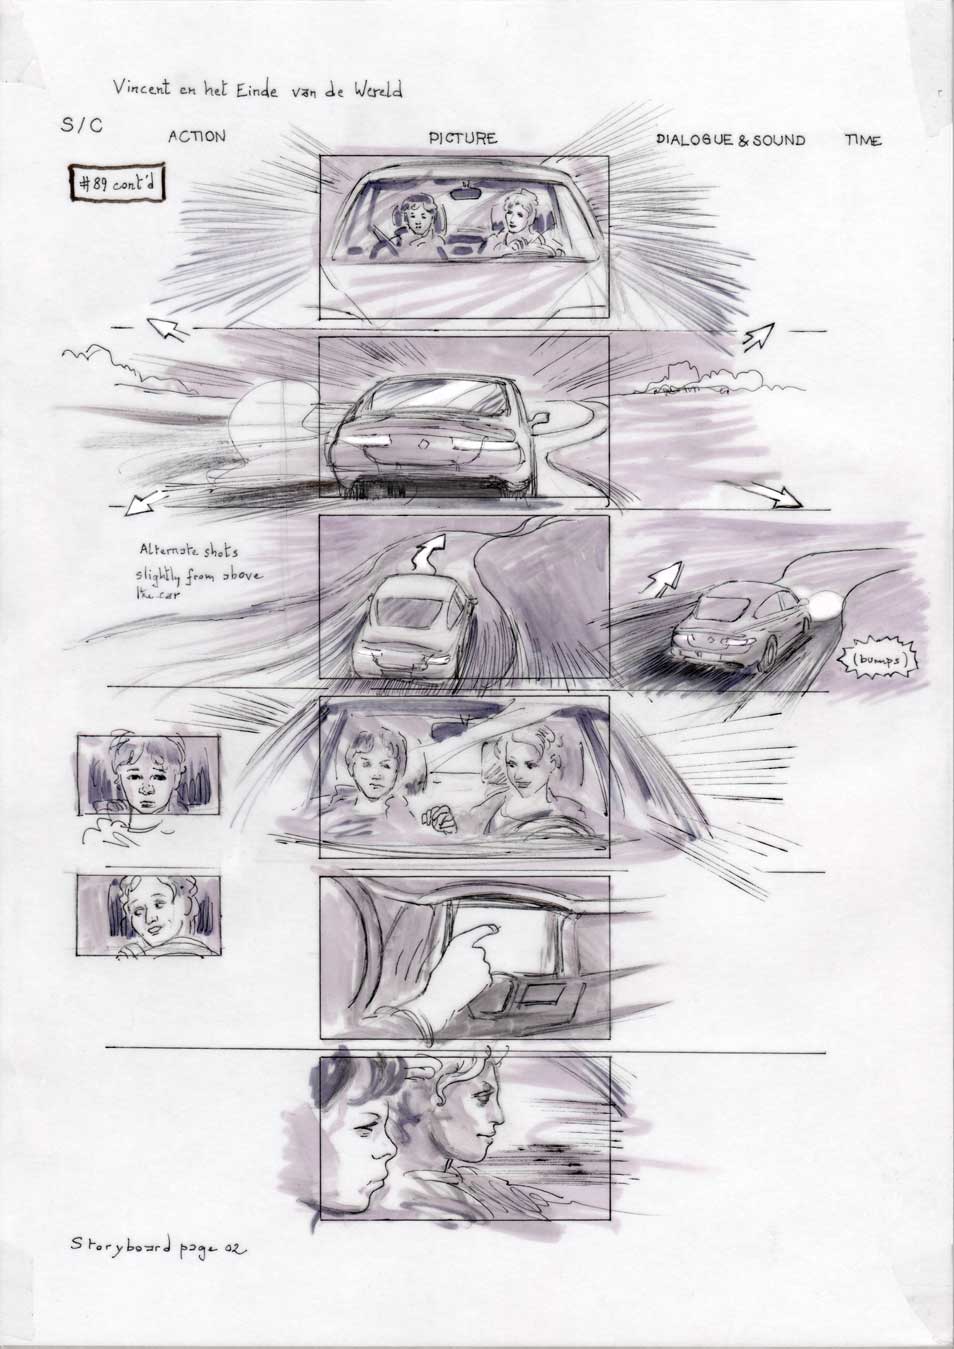 Vincent en het Einde van de Wereld
S/C
ACTION PICTURE DIALOGUE & SOUND TIME
#89 cont'd
Alternate shots
slightly from above
the car
(bumps)
Storyboard page 02